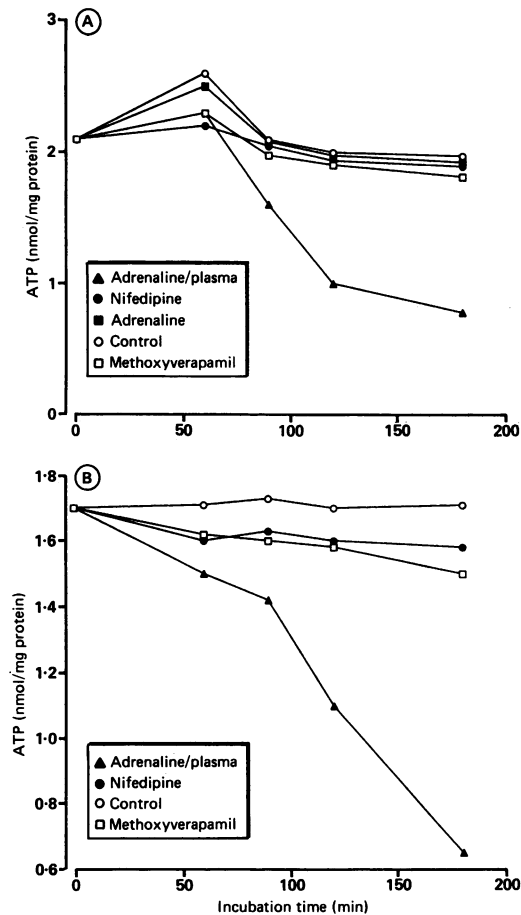 A
3
2
1
0
ATP (nmol/mg protein)
Adrenaline/plasma
Nifedipine
Adrenaline
Control
Methoxyverapamil
0 50 100 150 200
B
1·8
1·6
1·4
1·2
1·0
0·8
0·6
ATP (nmol/mg protein)
Adrenaline/plasma
Nifedipine
Control
Methoxyverapamil
0 50 100 150 200
Incubation time (min)